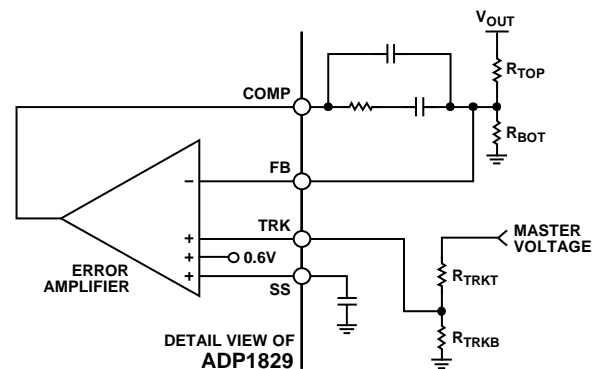 VOUT
RTOP
COMP
RBOT
FB
−
TRK
MASTER
VOLTAGE
+
+
0.6V
RTRKT
ERROR
AMPLIFIER
+
SS
RTRKB
DETAIL VIEW OF
ADP1829